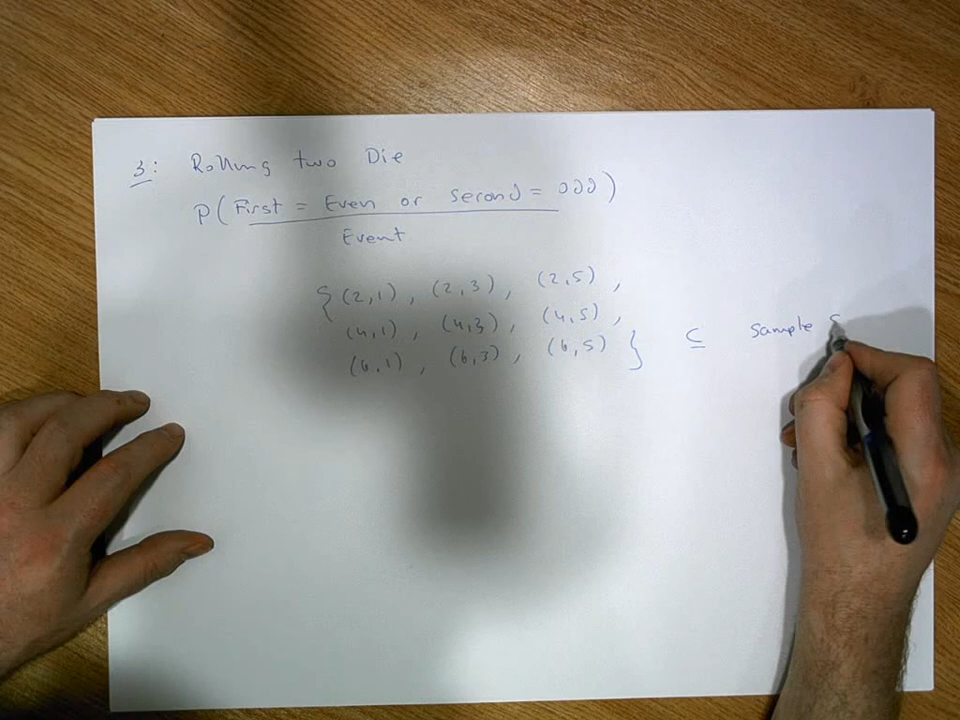 3: Rolling two Die
P(First = Even or second = odd)
Event
{(2,1), (2,3), (2,5),
(4,1), (4,3), (4,5),
(6,1), (6,3), (6,5)} ⊆ Sample S